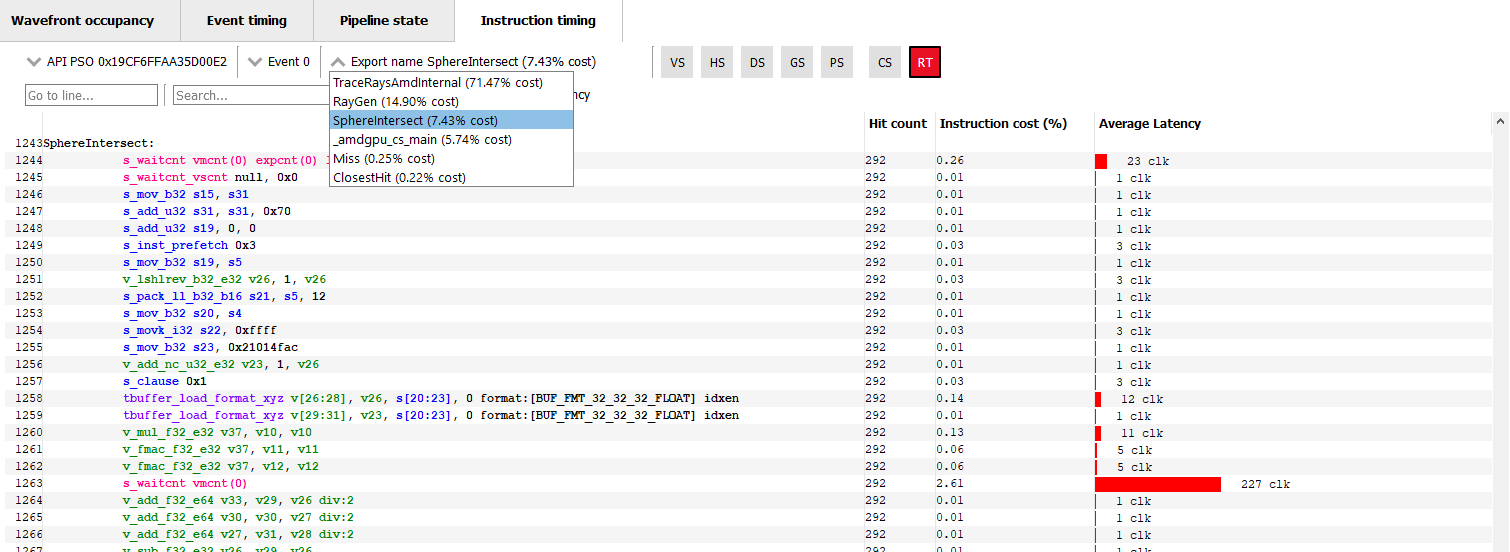 Wavefront occupancy Event timing Pipeline state Instruction timing
API PSO 0x19CF6FFAA35D00E2 Event 0 Export name SphereIntersect (7.43% cost) VS HS DS GS PS CS RT
TraceRaysAmdInternal (71.47% cost)
Go to line... Search... RayGen (14.90% cost)
SphereIntersect (7.43% cost)
_amdgpu_cs_main (5.74% cost)
Miss (0.25% cost)
ClosestHit (0.22% cost)
Hit count Instruction cost (%) Average Latency
1243 SphereIntersect:
1244 s_waitcnt vmcnt(0) expcnt(0) 292 0.26 23 clk
1245 s_waitcnt_vscnt null, 0x0 292 0.01 1 clk
1246 s_mov_b32 s15, s31 292 0.01 1 clk
1247 s_add_u32 s31, s31, 0x70 292 0.01 1 clk
1248 s_add_u32 s19, 0, 0 292 0.01 1 clk
1249 s_inst_prefetch 0x3 292 0.03 3 clk
1250 s_mov_b32 s19, s5 292 0.01 1 clk
1251 v_lshlrev_b32_e32 v26, 1, v26 292 0.03 3 clk
1252 s_pack_ll_b32_b16 s21, s5, 12 292 0.01 1 clk
1253 s_mov_b32 s20, s4 292 0.01 1 clk
1254 s_movk_i32 s22, 0xffff 292 0.03 3 clk
1255 s_mov_b32 s23, 0x21014fac 292 0.01 1 clk
1256 v_add_nc_u32_e32 v23, 1, v26 292 0.01 1 clk
1257 s_clause 0x1 292 0.03 3 clk
1258 tbuffer_load_format_xyz v[26:28], v26, s[20:23], 0 format:[BUF_FMT_32_32_32_32_FLOAT] idxen 292 0.14 12 clk
1259 tbuffer_load_format_xyz v[29:31], v23, s[20:23], 0 format:[BUF_FMT_32_32_32_32_FLOAT] idxen 292 0.01 1 clk
1260 v_mul_f32_e32 v37, v10, v10 292 0.13 11 clk
1261 v_fmac_f32_e32 v37, v11, v11 292 0.06 5 clk
1262 v_fmac_f32_e32 v37, v12, v12 292 0.06 5 clk
1263 s_waitcnt vmcnt(0) 292 2.61 227 clk
1264 v_add_f32_e64 v33, v29, v26 div:2 292 0.01 1 clk
1265 v_add_f32_e64 v30, v30, v27 div:2 292 0.01 1 clk
1266 v_add_f32_e64 v27, v31, v28 div:2 292 0.01 1 clk
1267 v_sub_f32_e32 v26, v29, v26 292 0.01 1 clk